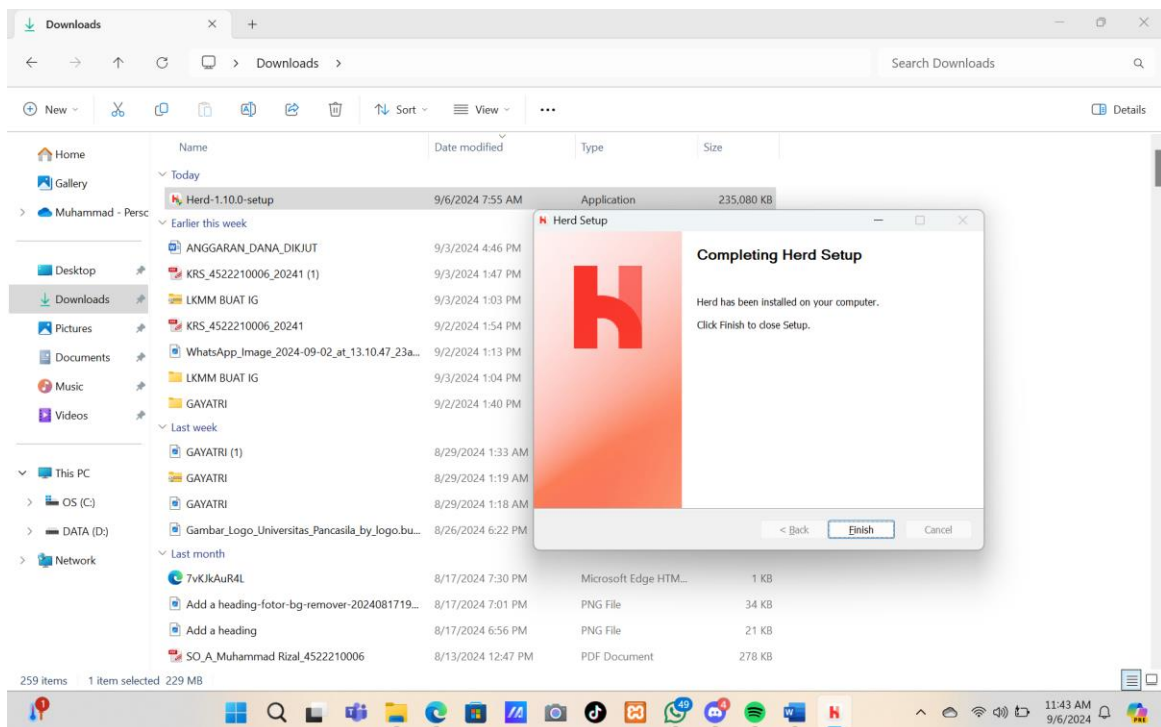 Downloads
Downloads
Search Downloads
New
Sort
View
Details
Name Date modified Type Size
Home
Gallery
Muhammad - Persc
Desktop
Downloads
Pictures
Documents
Music
Videos
This PC
OS (C:)
DATA (D:)
Network
Today
Herd-1.10.0-setup 9/6/2024 7:55 AM Application 235,080 KB
Earlier this week
ANGGARAN_DANA_DIKJUT 9/3/2024 4:46 PM
KRS_4522210006_20241 (1) 9/3/2024 1:47 PM
LKMM BUAT IG 9/3/2024 1:03 PM
KRS_4522210006_20241 9/2/2024 1:54 PM
WhatsApp_Image_2024-09-02_at_13.10.47_23a... 9/2/2024 1:13 PM
LKMM BUAT IG 9/3/2024 1:04 PM
GAYATRI 9/2/2024 1:40 PM
Last week
GAYATRI (1) 8/29/2024 1:33 AM
GAYATRI 8/29/2024 1:19 AM
GAYATRI 8/29/2024 1:18 AM
Gambar_Logo_Universitas_Pancasila_by_logo.bu... 8/26/2024 6:22 PM
Last month
7vKJkAuR4L 8/17/2024 7:30 PM Microsoft Edge HTM... 1 KB
Add a heading-fotor-bg-remover-2024081719... 8/17/2024 7:01 PM PNG File 34 KB
Add a heading 8/17/2024 6:56 PM PNG File 21 KB
SO_A_Muhammad Rizal_4522210006 8/13/2024 12:47 PM PDF Document 278 KB
Herd Setup
Completing Herd Setup
Herd has been installed on your computer.
Click Finish to close Setup.
< Back Finish Cancel
259 items 1 item selected 229 MB
1
49
4
11:43 AM
9/6/2024
PRE